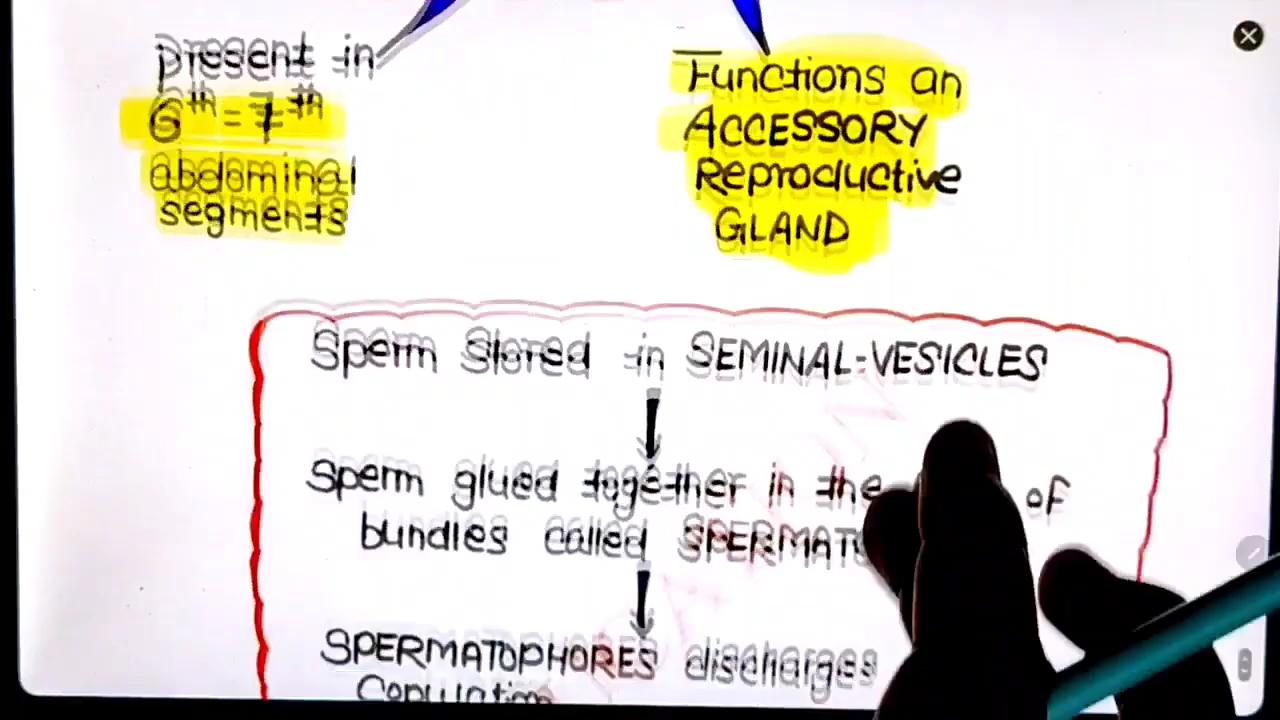 present in
6th = 7th
abdominal
segments
Functions an
ACCESSORY
Reproductive
GLAND
Sperm Stored in SEMINAL-VESICLES
Sperm glued together in the of
bundles called
SPERMATOPHORES discharges
Copulation